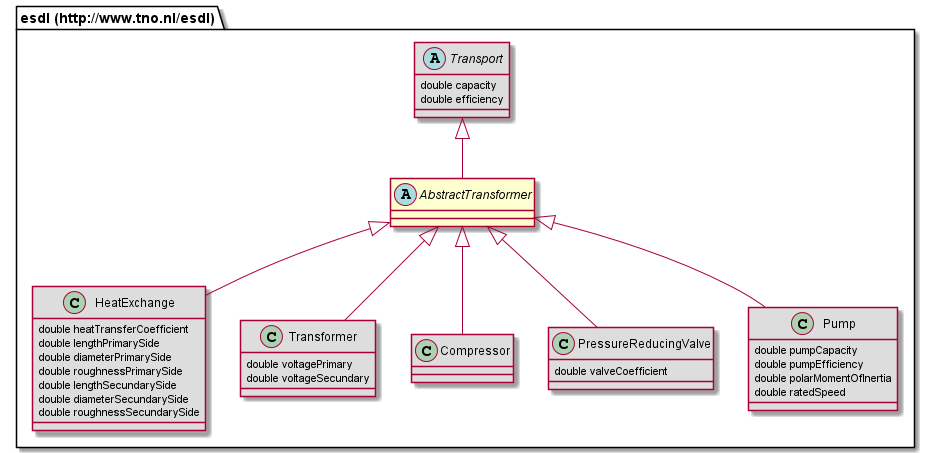 esdl (http://www.tno.nl/esdl)
A Transport
double capacity
double efficiency
A AbstractTransformer
C HeatExchange
double heatTransferCoefficient
double lengthPrimarySide
double diameterPrimarySide
double roughnessPrimarySide
double lengthSecundarySide
double diameterSecundarySide
double roughnessSecundarySide
C Transformer
double voltagePrimary
double voltageSecundary
C Compressor
C PressureReducingValve
double valveCoefficient
C Pump
double pumpCapacity
double pumpEfficiency
double polarMomentOfInertia
double ratedSpeed